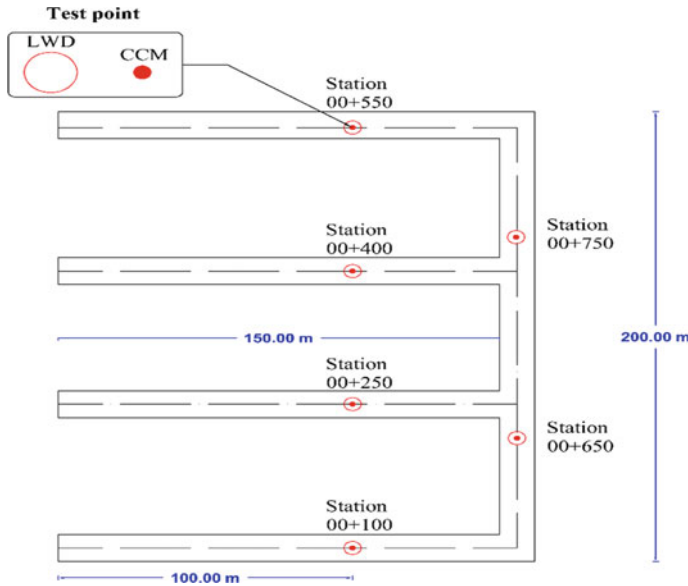 Test point
LWD
CCM
Station
00+550
Station
00+750
Station
00+400
150.00 m
200.00 m
Station
00+250
Station
00+650
Station
00+100
100.00 m